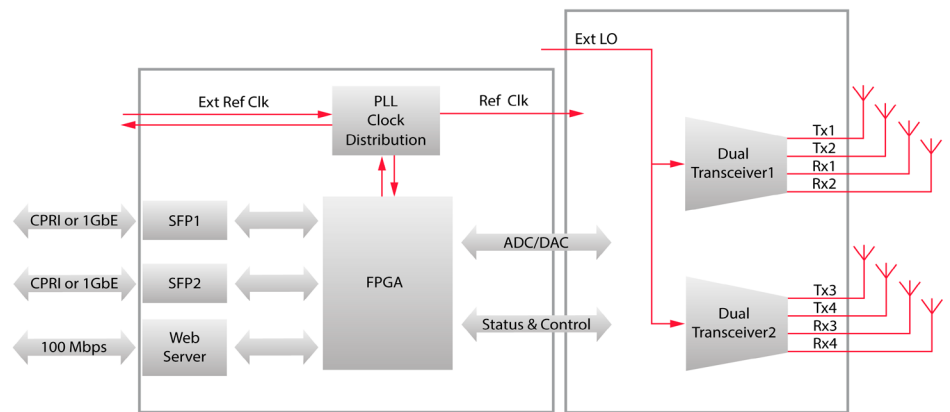 Ext LO
Ext Ref Clk
PLL
Clock
Distribution
Ref Clk
Dual
Transceiver1
Tx1
Tx2
Rx1
Rx2
CPRI or 1GbE
SFP1
FPGA
ADC/DAC
CPRI or 1GbE
SFP2
Status & Control
100 Mbps
Web
Server
Dual
Transceiver2
Tx3
Tx4
Rx3
Rx4